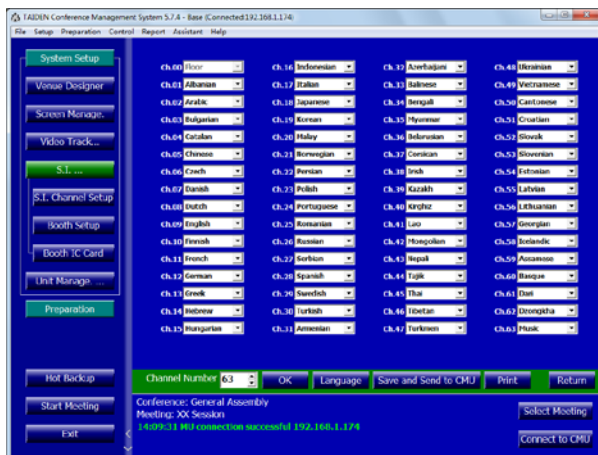 TAIDEN Conference Management System 5.7.4 - Base (Connected:192.168.1.174)
File Setup Preparation Control Report Assistant Help
System Setup
Venue Designer
Screen Manage.
Video Track...
S.I. ...
S.I. Channel Setup
Booth Setup
Booth IC Card
Unit Manage. ...
Preparation
Hot Backup
Start Meeting
Exit
Ch.00 Floor
Ch.01 Albanian
Ch.02 Arabic
Ch.03 Bulgarian
Ch.04 Catalan
Ch.05 Chinese
Ch.06 Czech
Ch.07 Danish
Ch.08 Dutch
Ch.09 English
Ch.10 Finnish
Ch.11 French
Ch.12 German
Ch.13 Greek
Ch.14 Hebrew
Ch.15 Hungarian
Ch.16 Indonesian
Ch.17 Italian
Ch.18 Japanese
Ch.19 Korean
Ch.20 Malay
Ch.21 Norwegian
Ch.22 Persian
Ch.23 Polish
Ch.24 Portuguese
Ch.25 Romanian
Ch.26 Russian
Ch.27 Serbian
Ch.28 Spanish
Ch.29 Swedish
Ch.30 Turkish
Ch.31 Armenian
Ch.32 Azerbaijani
Ch.33 Balinese
Ch.34 Bengali
Ch.35 Myanmar
Ch.36 Belorusian
Ch.37 Corsican
Ch.38 Irish
Ch.39 Kazakh
Ch.40 Kirghiz
Ch.41 Lao
Ch.42 Mongolian
Ch.43 Nepali
Ch.44 Tajik
Ch.45 Thai
Ch.46 Tibetan
Ch.47 Turkmen
Ch.48 Ukrainian
Ch.49 Vietnamese
Ch.50 Cantonese
Ch.51 Croatian
Ch.52 Slovak
Ch.53 Slovenian
Ch.54 Estonian
Ch.55 Latvian
Ch.56 Lithuanian
Ch.57 Georgian
Ch.58 Icelandic
Ch.59 Assamese
Ch.60 Basque
Ch.61 Dari
Ch.62 Dzongkha
Ch.63 Music
Channel Number 63 OK Language Save and Send to CMU Print Return
Conference: General Assembly
Meeting: XX Session
14:09:31 MU connection successful 192.168.1.174
Select Meeting
Connect to CMU